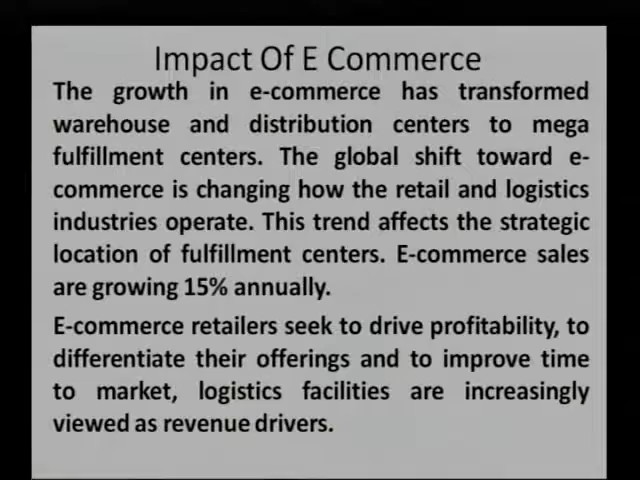 Impact Of E Commerce
The growth in e-commerce has transformed
warehouse and distribution centers to mega
fulfillment centers. The global shift toward e-
commerce is changing how the retail and logistics
industries operate. This trend affects the strategic
location of fulfillment centers. E-commerce sales
are growing 15% annually.
E-commerce retailers seek to drive profitability, to
differentiate their offerings and to improve time
to market, logistics facilities are increasingly
viewed as revenue drivers.